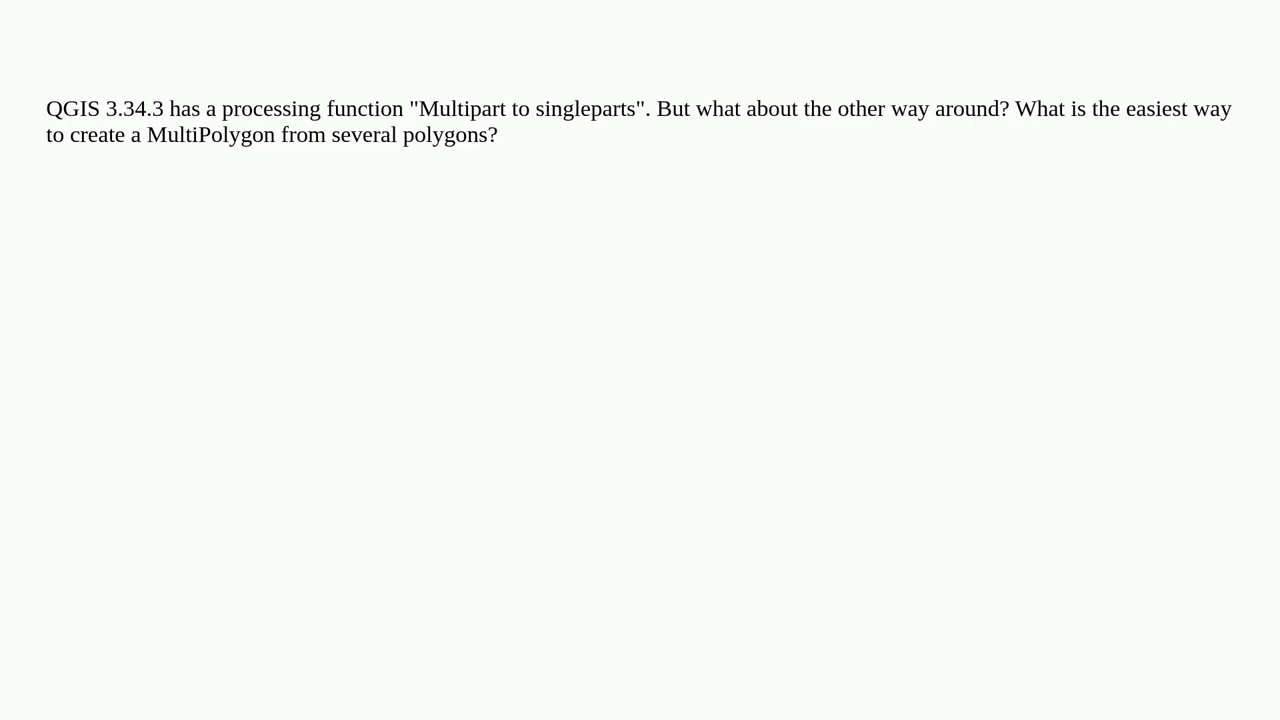 QGIS 3.34.3 has a processing function "Multipart to singleparts". But what about the other way around? What is the easiest way
to create a MultiPolygon from several polygons?